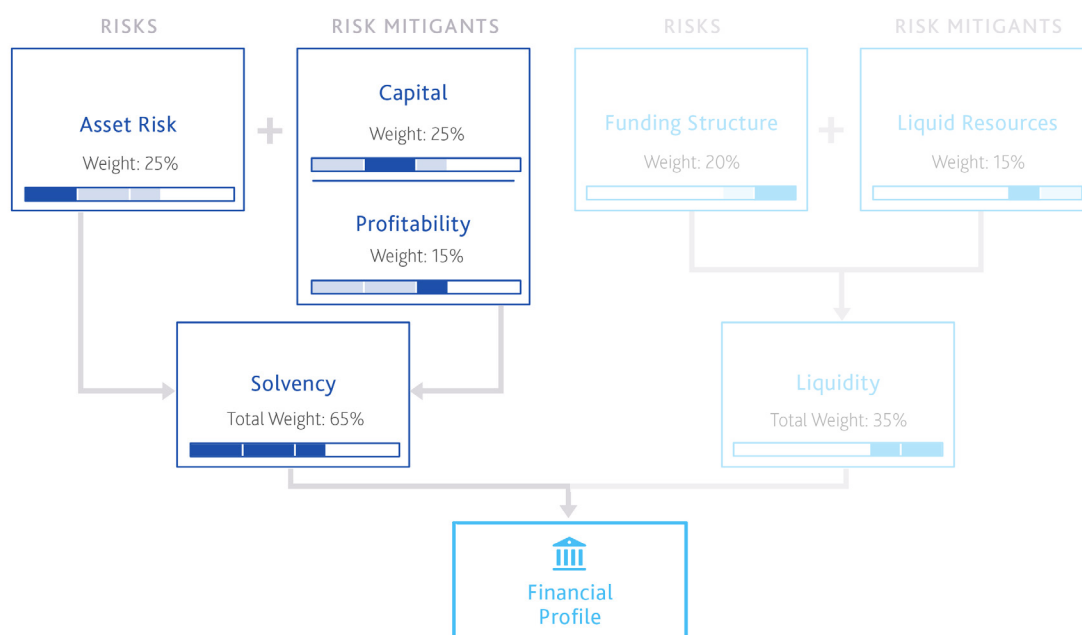 RISKS
RISK MITIGANTS
RISKS
RISK MITIGANTS
Asset Risk
Weight: 25%
Capital
Weight: 25%
Profitability
Weight: 15%
Funding Structure
Weight: 20%
Liquid Resources
Weight: 15%
Solvency
Total Weight: 65%
Liquidity
Total Weight: 35%
Financial
Profile